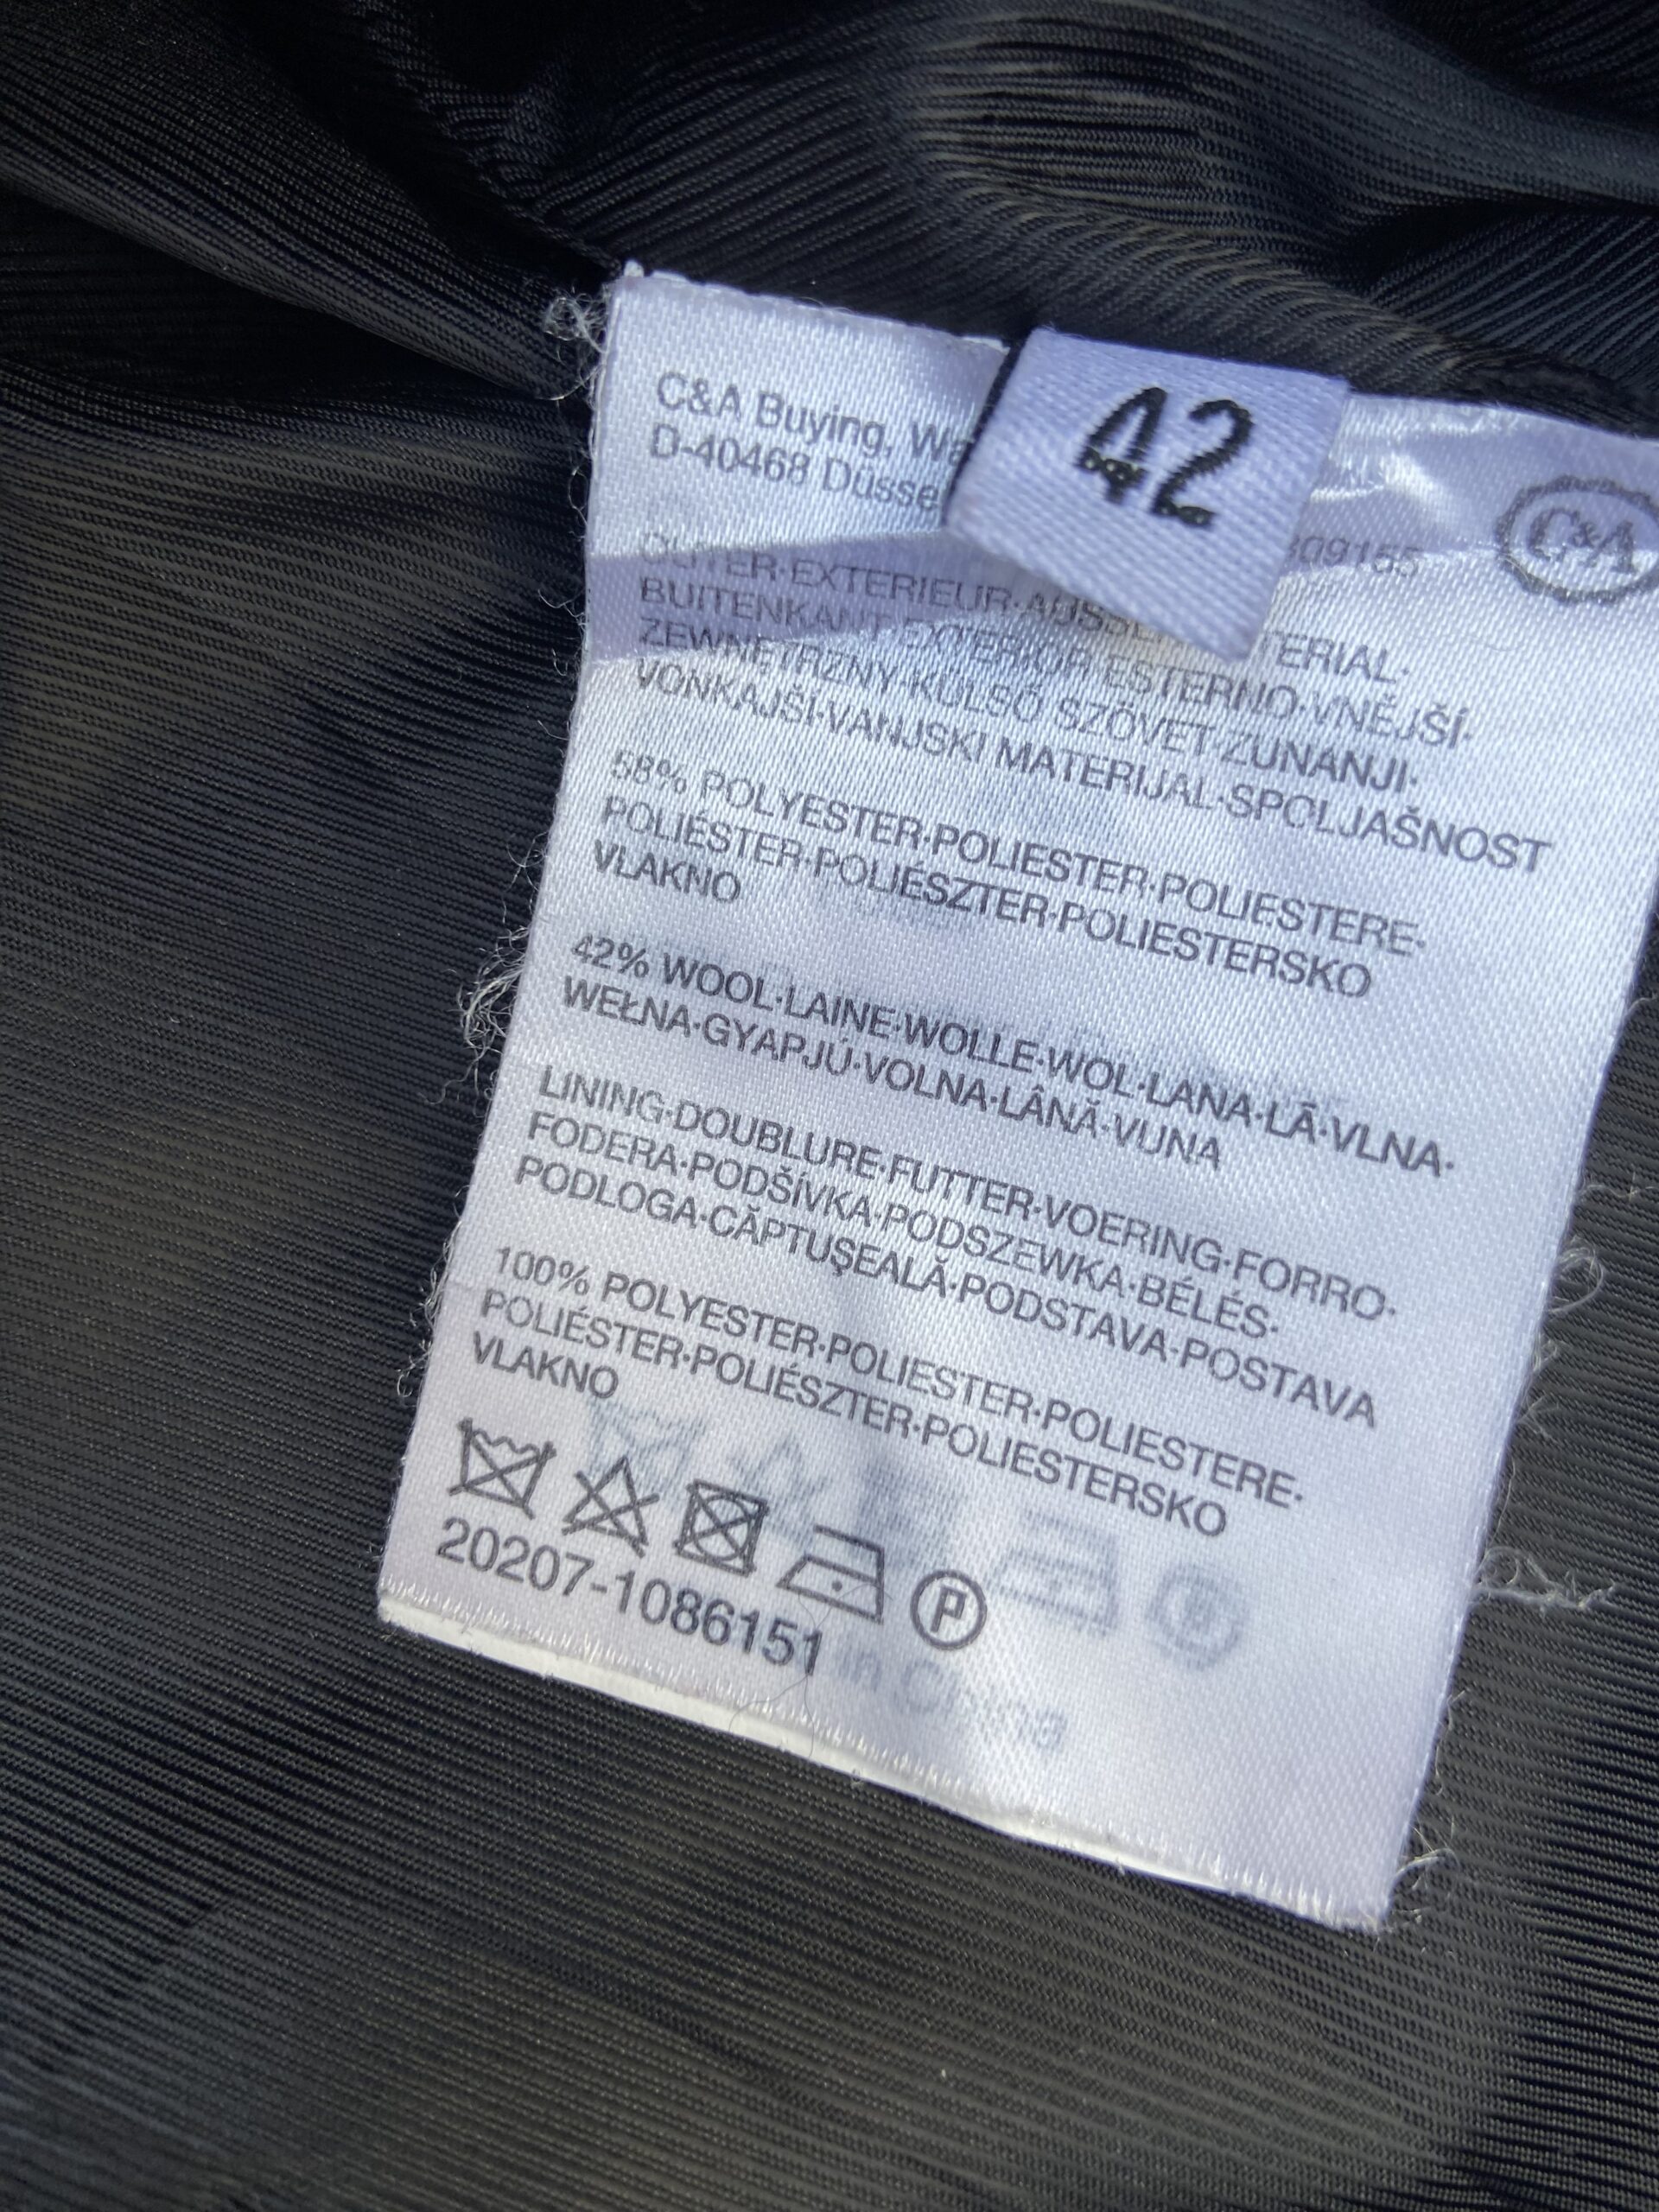 C&A Buying,
D-40468
42
C&A
OUTER·EXTERIEUR·
BUITENKANT·EXTERIOR·ESTERNO·VNĚJŠÍ·
ZEWNĘTRZNY·KÜLSŐ SZÖVET·ZUNANJI·
VONKAJŠÍ·VANJSKI MATERIJAL·SPOLJAŠNOST
58% POLYESTER·POLIESTER·POLIESTERE·
POLIÉSTER·POLIÉSZTER·POLIESTERSKO
VLAKNO
42% WOOL·LAINE·WOLLE·WOL·LANA·LÃ·VLNA·
WEŁNA·GYAPJÚ·VOLNA·LÂNĂ·VUNA
LINING·DOUBLURE·FUTTER·VOERING·FORRO·
FODERA·PODŠÍVKA·PODSZEWKA·BÉLÉS·
PODLOGA·CĂPTUŞEALĂ·PODSTAVA·POSTAVA
100% POLYESTER·POLIESTER·POLIESTERE·
POLIÉSTER·POLIÉSZTER·POLIESTERSKO
VLAKNO
P
20207-1086151